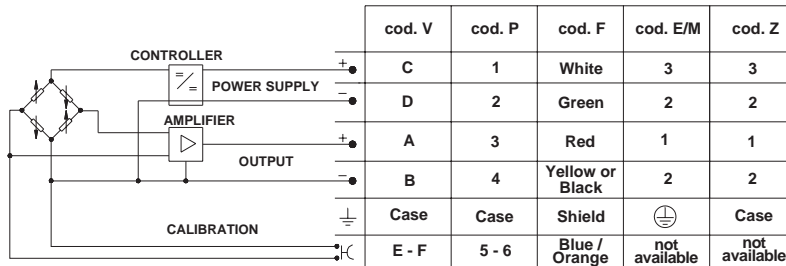 cod. V cod. P cod. F cod. E/M cod. Z
CONTROLLER
+ C 1 White 3 3
POWER SUPPLY
− D 2 Green 2 2
AMPLIFIER
+ A 3 Red 1 1
OUTPUT
− B 4 Yellow or Black 2 2
Case Case Shield Case
CALIBRATION
E - F 5 - 6 Blue / Orange not available not available